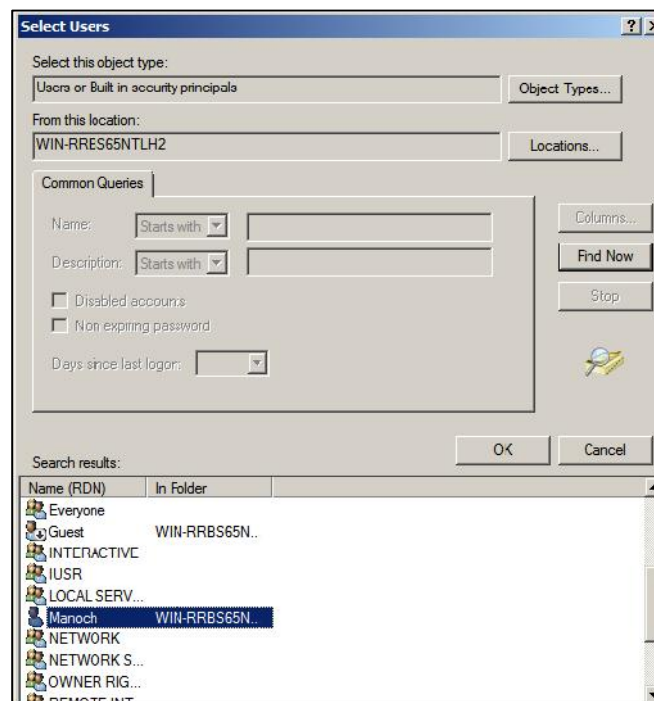 Select Users
Select this object type:
Users or Built in security principals
Object Types...
From this location:
WIN-RRES65NTLH2
Locations...
Common Queries
Name:
Starts with
Columns...
Description:
Starts with
Find Now
Disabled accounts
Stop
Non expiring password
Days since last logon:
OK
Cancel
Search results:
Name (RDN) In Folder
Everyone
Guest WIN-RRBS65N..
INTERACTIVE
IUSR
LOCAL SERV...
Manoch WIN-RRBS65N..
NETWORK
NETWORK S...
OWNER RIG...
REMOTE INT...